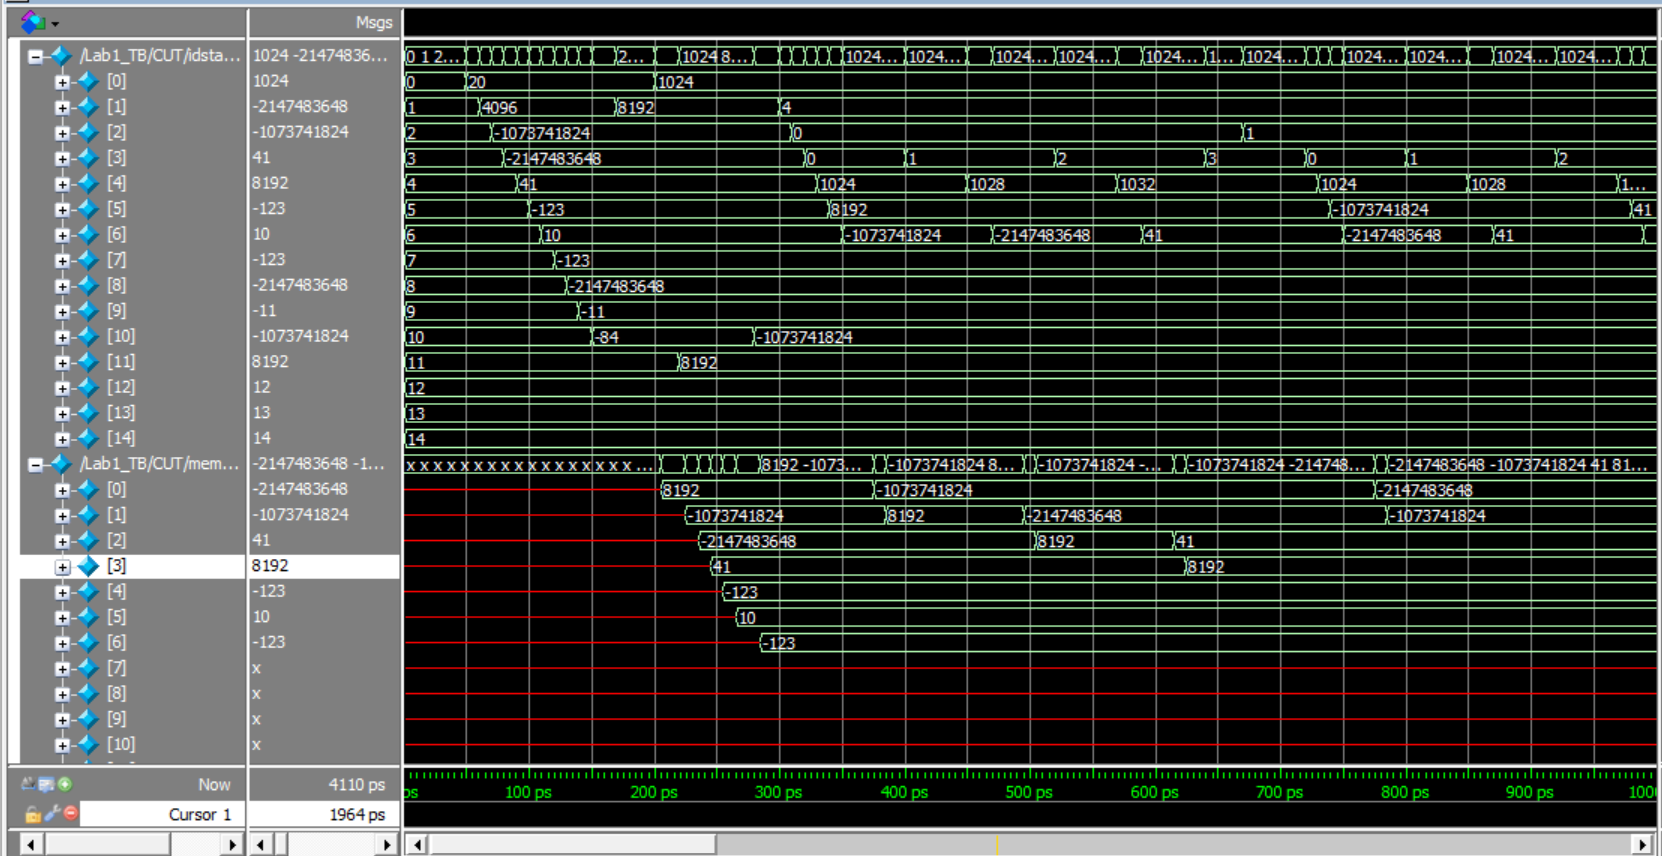 Msgs
/Lab1_TB/CUT/idsta... 1024 -21474836... 0 1 2... 2... 1024 8... 1024... 1024... 1024... 1024... 1024... 1... 1024... 1024... 1024... 1024... 1024...
[0] 1024 0 20 1024
[1] -2147483648 1 4096 8192 4
[2] -1073741824 2 -1073741824 0 1
[3] 41 3 -2147483648 0 1 2 3 0 1 2
[4] 8192 4 41 1024 1028 1032 1024 1028 1...
[5] -123 5 -123 8192 -1073741824 41
[6] 10 6 10 -1073741824 -2147483648 41 -2147483648 41
[7] -123 7 -123
[8] -2147483648 8 -2147483648
[9] -11 9 -11
[10] -1073741824 10 -84 -1073741824
[11] 8192 11 8192
[12] 12 12
[13] 13 13
[14] 14 14
/Lab1_TB/CUT/mem... -2147483648 -1... x x x x x x x x x x x x x x x x x ... 8192 -1073... -1073741824 8... -1073741824 -... -1073741824 -214748... -2147483648 -1073741824 41 81...
[0] -2147483648 8192 -1073741824 -2147483648
[1] -1073741824 -1073741824 8192 -2147483648 -1073741824
[2] 41 -2147483648 8192 41
[3] 8192 41 8192
[4] -123 -123
[5] 10 10
[6] -123 -123
[7] x
[8] x
[9] x
[10] x
Now 4110 ps ps 100 ps 200 ps 300 ps 400 ps 500 ps 600 ps 700 ps 800 ps 900 ps 1000
Cursor 1 1964 ps